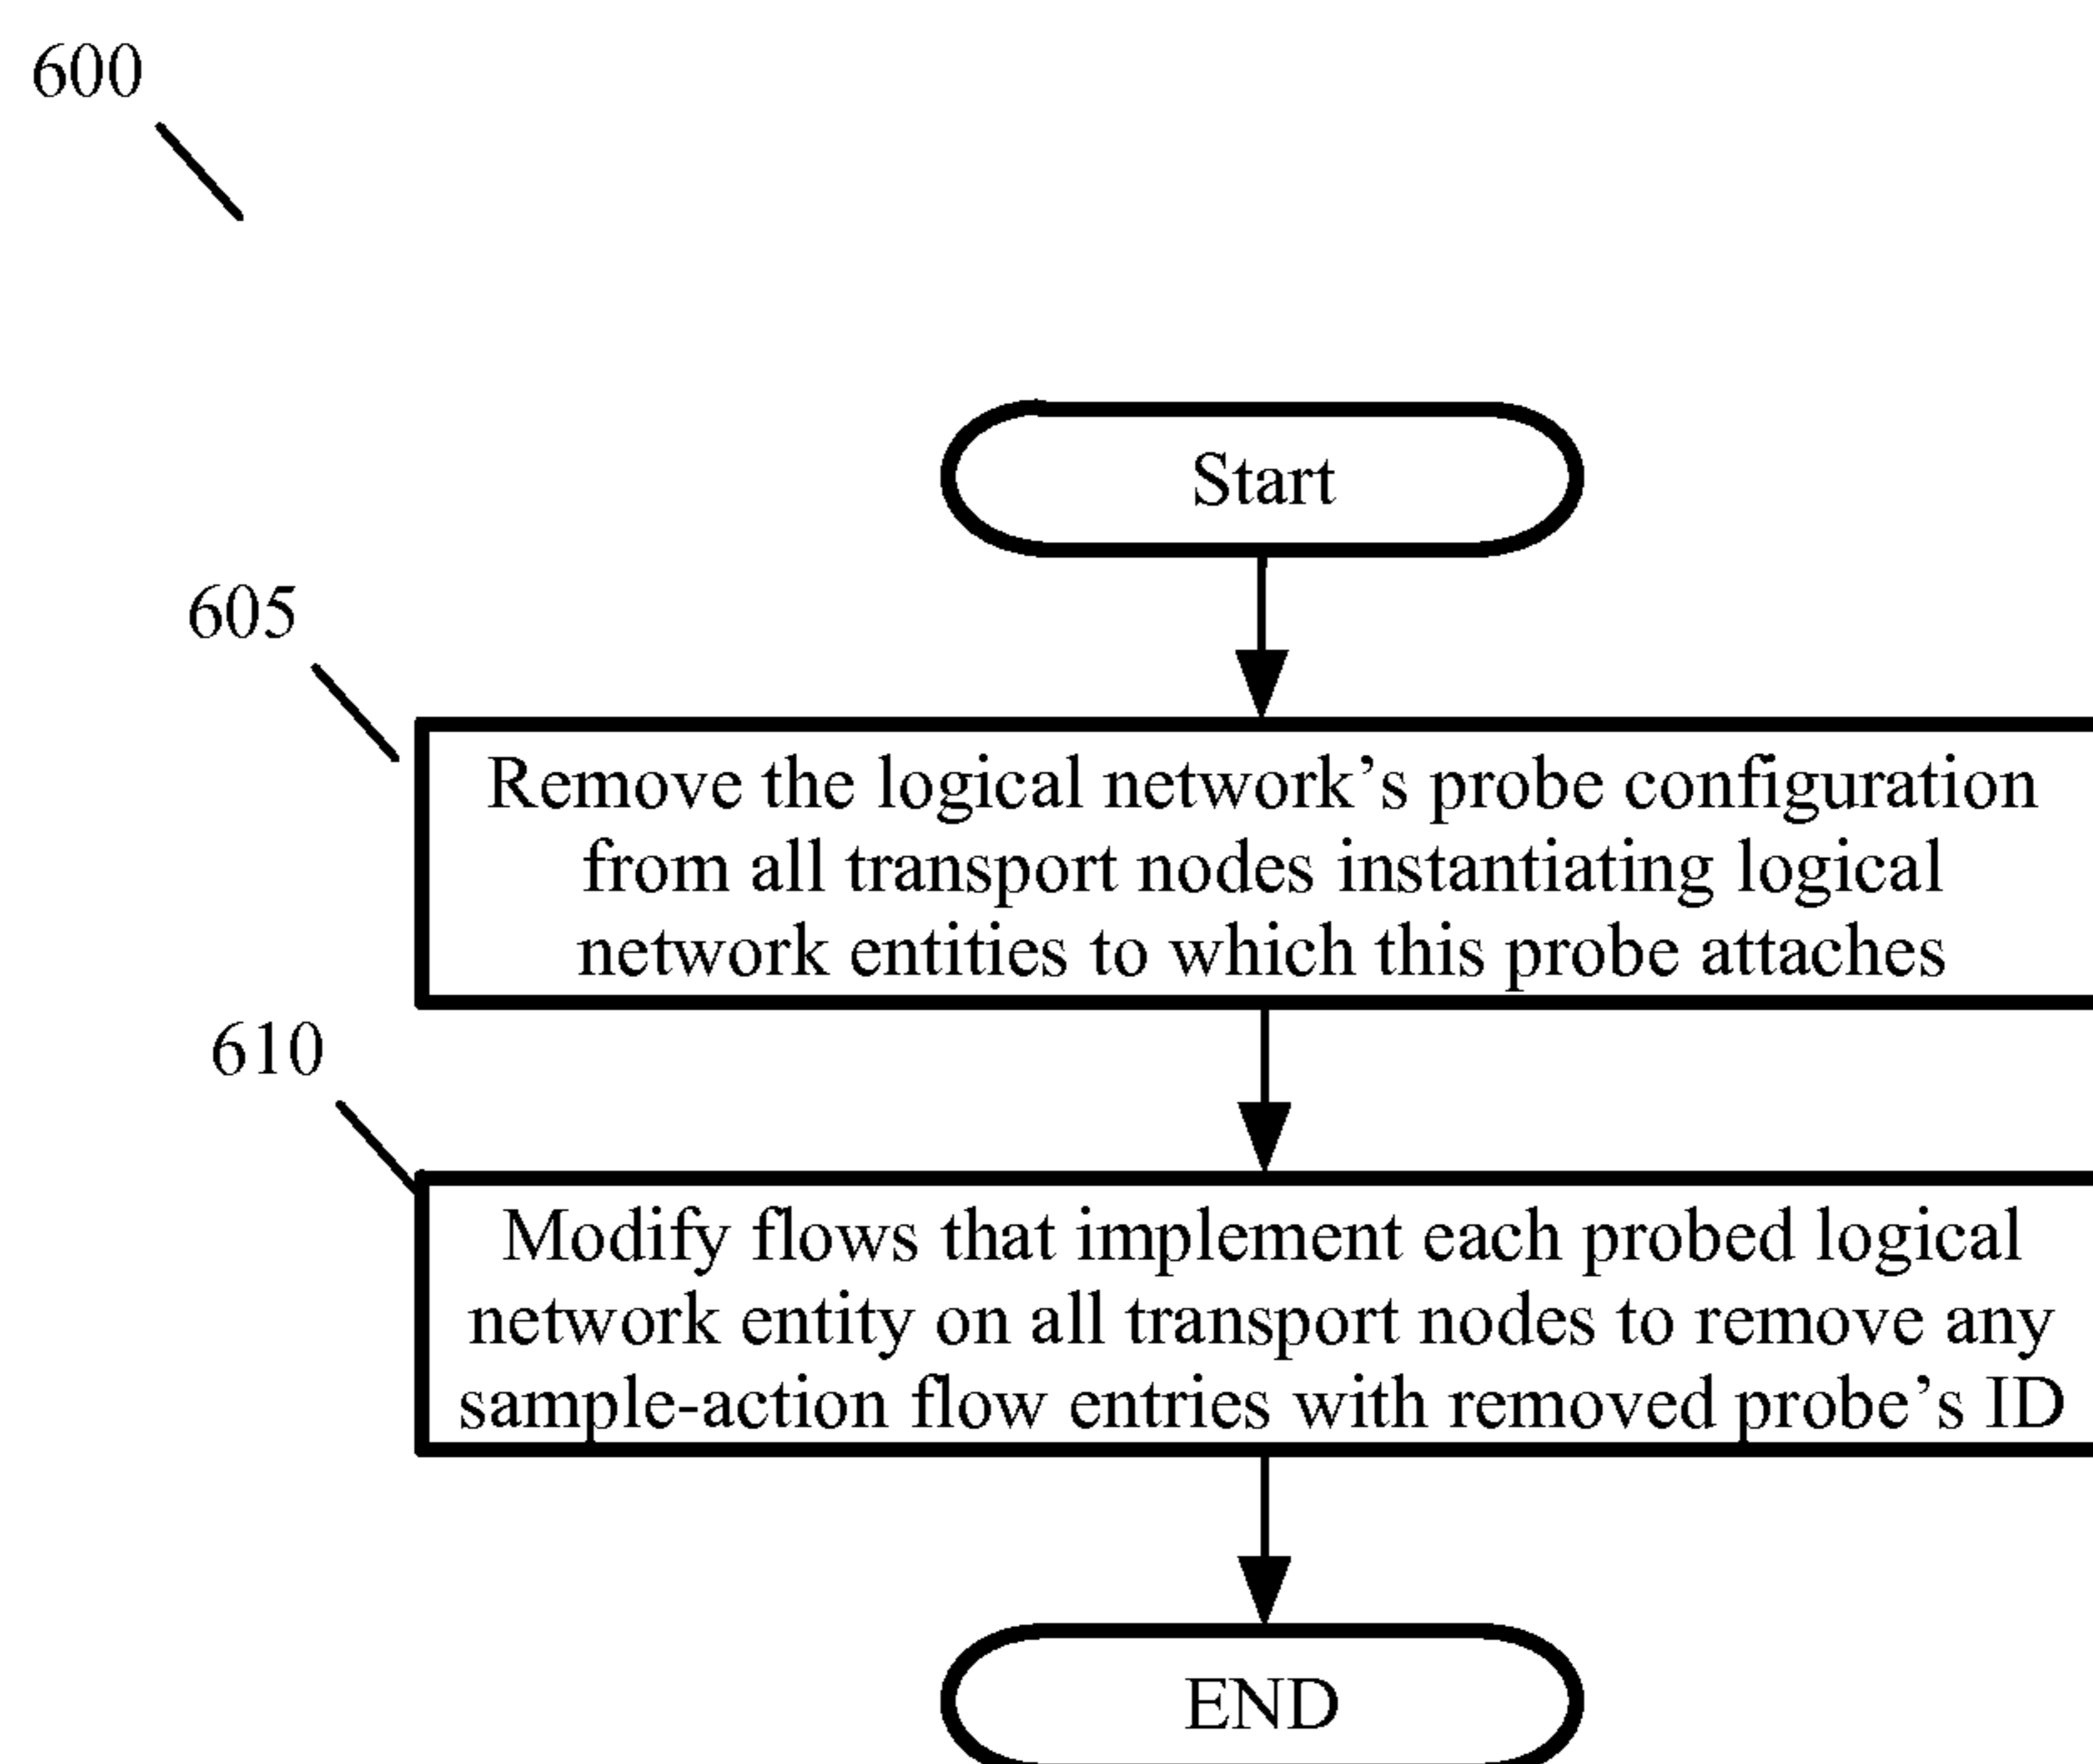 600
Start
605
Remove the logical network’s probe configuration
from all transport nodes instantiating logical
network entities to which this probe attaches
610
Modify flows that implement each probed logical
network entity on all transport nodes to remove any
sample-action flow entries with removed probe’s ID
END